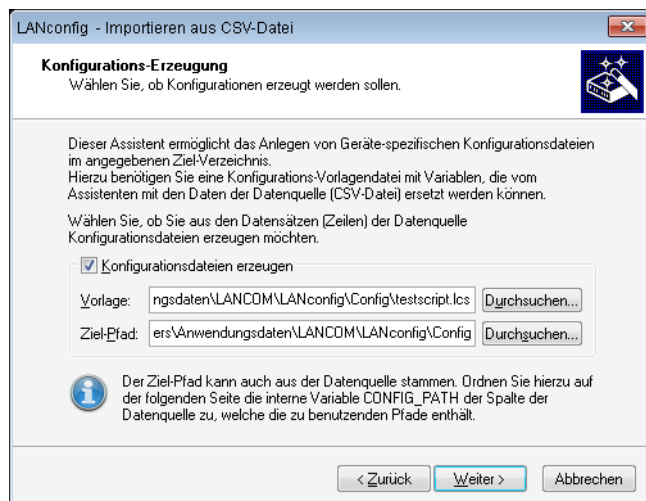 LANconfig - Importieren aus CSV-Datei
Konfigurations-Erzeugung
Wählen Sie, ob Konfigurationen erzeugt werden sollen.
Dieser Assistent ermöglicht das Anlegen von Geräte-spezifischen Konfigurationsdateien
im angegebenen Ziel-Verzeichnis.
Hierzu benötigen Sie eine Konfigurations-Vorlagendatei mit Variablen, die vom
Assistenten mit den Daten der Datenquelle (CSV-Datei) ersetzt werden können.
Wählen Sie, ob Sie aus den Datensätzen (Zeilen) der Datenquelle
Konfigurationsdateien erzeugen möchten.
Konfigurationsdateien erzeugen
Vorlage: ngsdaten\LANCOM\LANconfig\Config\testscript.lcs Durchsuchen...
Ziel-Pfad: ers\Anwendungsdaten\LANCOM\LANconfig\Config Durchsuchen...
Der Ziel-Pfad kann auch aus der Datenquelle stammen. Ordnen Sie hierzu auf
der folgenden Seite die interne Variable CONFIG_PATH der Spalte der
Datenquelle zu, welche die zu benutzenden Pfade enthält.
< Zurück Weiter > Abbrechen